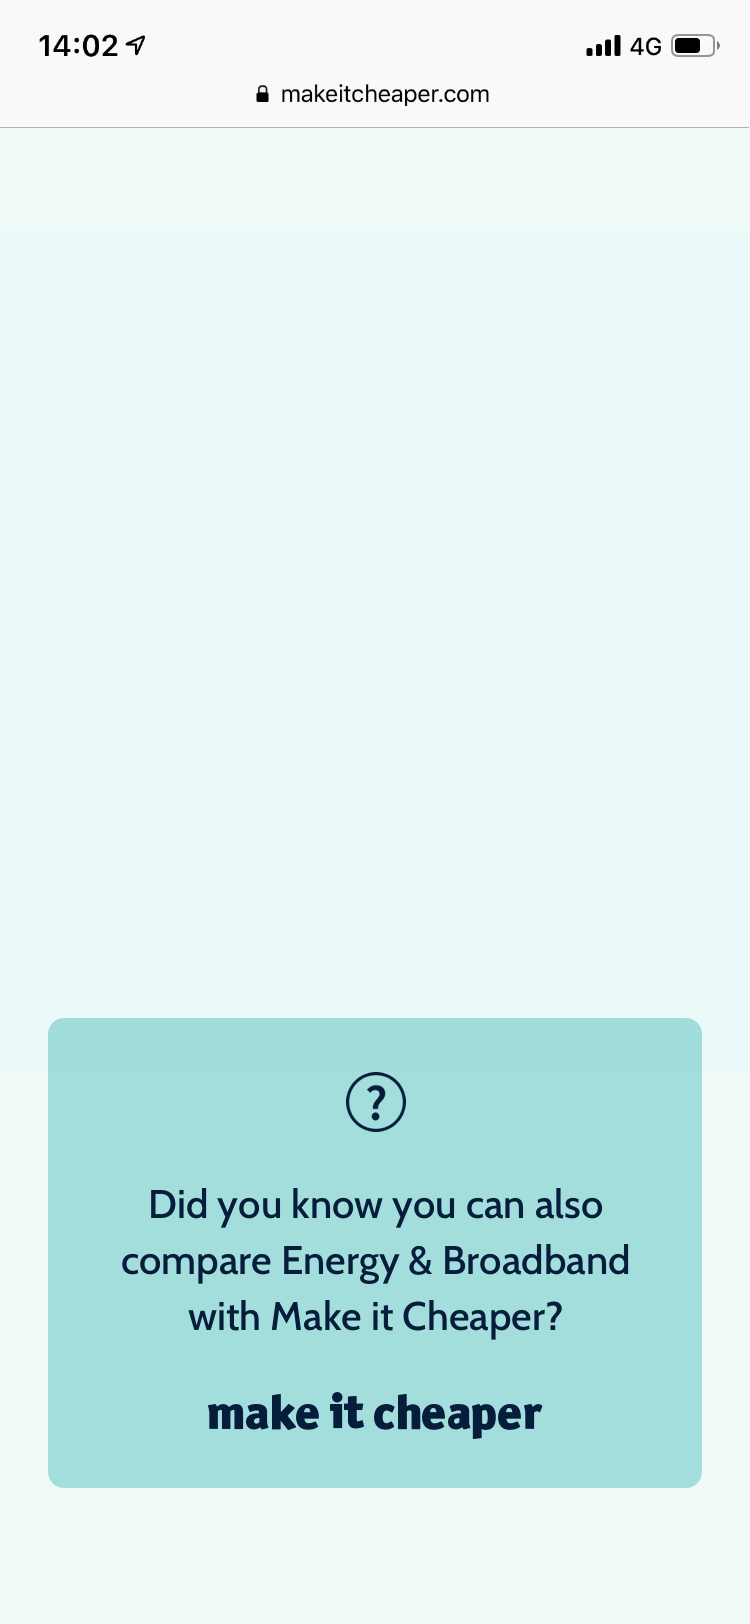 14:02 4G
makeitcheaper.com
?
Did you know you can also
compare Energy & Broadband
with Make it Cheaper?
make it cheaper